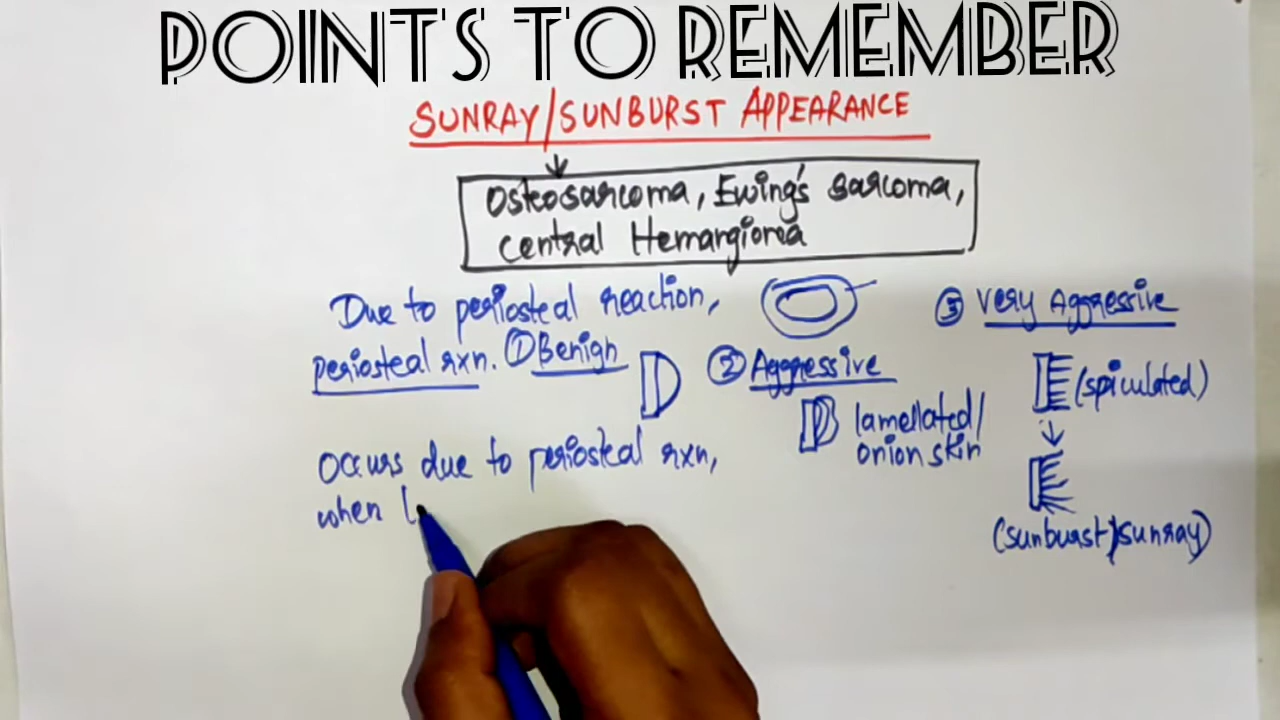 POINTS TO REMEMBER
SUNRAY/SUNBURST APPEARANCE
Osteosarcoma, Ewing's sarcoma,
central Hemangioma
Due to periosteal reaction,
periosteal rxn. ① Benign
② Aggressive
lamellated/
onion skin
③ Very Aggressive
(spiculated)
(sunburst)sunray)
Occurs due to periosteal rxn,
when